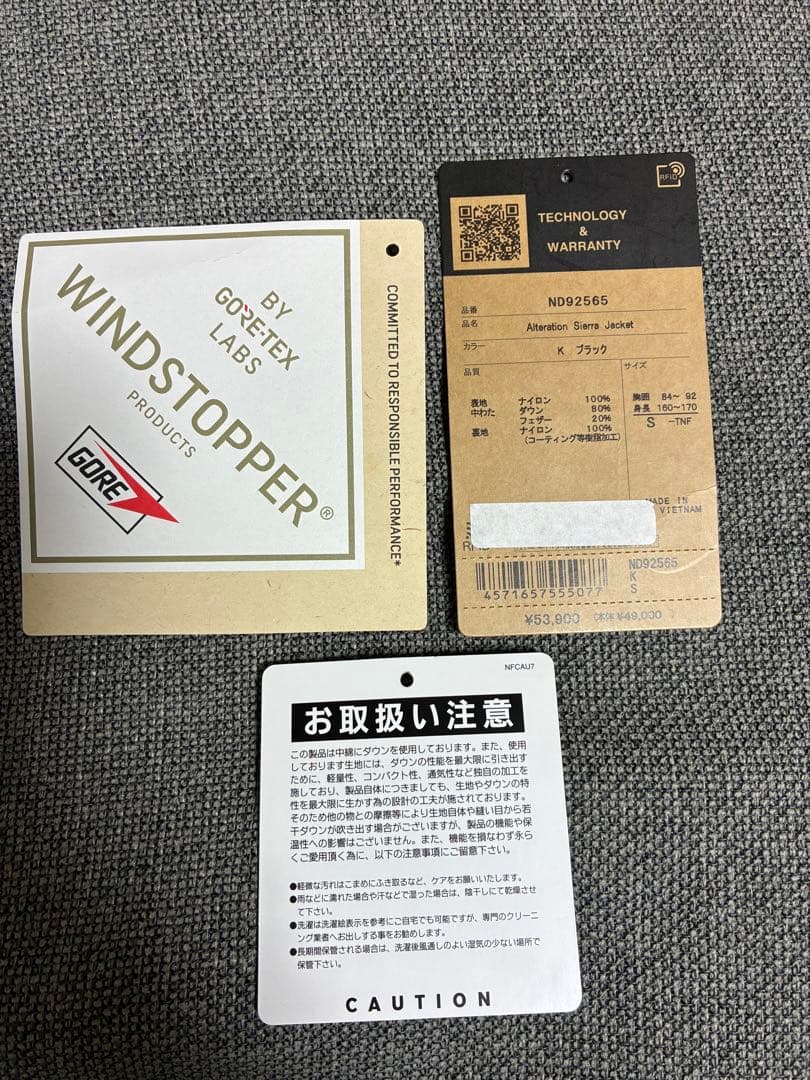 BY
GORE-TEX
LABS
WINDSTOPPER®
PRODUCTS
GORE
COMMITTED TO RESPONSIBLE PERFORMANCE*
RFID
TECHNOLOGY
&
WARRANTY
品番 ND92565
品名 Alteration Sierra Jacket
カラー K ブラック
品質 サイズ
表地 ナイロン 100%
中わた ダウン 80%
フェザー 20%
裏地 ナイロン 100%
(コーティング等樹脂加工)
胸囲 84～ 92
身長 160～170
S -TNF
MADE IN
VIETNAM
ND92565
K
S
4571657555077
¥53,900 (本体 ¥49,000 )
NFCAU7
お取扱い注意
この製品は中綿にダウンを使用しております。また、使用
しております生地には、ダウンの性能を最大限に引き出す
ために、軽量性、コンパクト性、通気性など独自の加工を
施しており、製品自体につきましても、生地やダウンの特
性を最大限に生かす為の設計の工夫が施されております。
そのため他の物との摩擦等により生地自体や縫い目から若
干ダウンが吹き出す場合がございますが、製品の機能や保
温性への影響はございません。また、機能を損なわず永ら
くご愛用頂く為に、以下の注意事項にご留意下さい。
●軽微な汚れはこまめにふき取るなど、ケアをお願いいたします。
●雨などに濡れた場合や汗などで湿った場合は、陰干しにて乾燥させ
て下さい。
●洗濯は洗濯絵表示を参考にご自宅でも可能ですが、専門のクリーニ
ング業者へお出しする事をお勧めします。
●長期間保管される場合は、洗濯後風通しのよい湿気の少ない場所で
保管下さい。
CAUTION